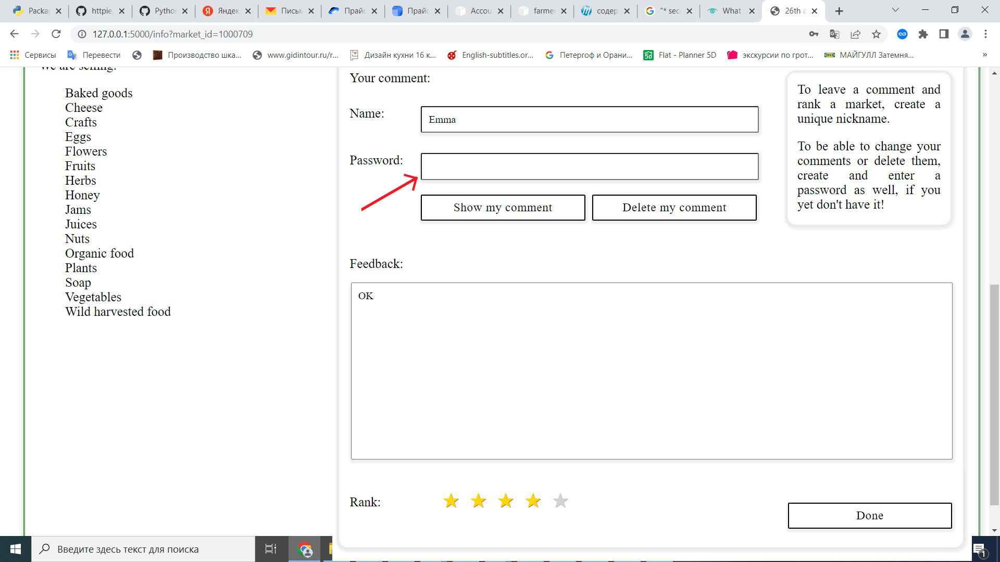 Packa
httpie,
Pytho
Яндек
Письм
Прайс
Прайс
Accou
farme
содер
"* sec
What
26th a
127.0.0.1:5000/info?market_id=1000709
Сервисы
Перевести
Производство шка...
www.gidintour.ru/r...
Дизайн кухни 16 к...
English-subtitles.or...
Петергоф и Орани...
Flat - Planner 5D
экскурсии по грот...
МАЙГУЛЛ Затемня...
»
We are selling:
Baked goods
Cheese
Crafts
Eggs
Flowers
Fruits
Herbs
Honey
Jams
Juices
Nuts
Organic food
Plants
Soap
Vegetables
Wild harvested food
Your comment:
Name:
Emma
Password:
Show my comment
Delete my comment
To leave a comment and
rank a market, create a
unique nickname.
To be able to change your
comments or delete them,
create and enter a
password as well, if you
yet don't have it!
Feedback:
OK
Rank:
Done
Введите здесь текст для поиска
1